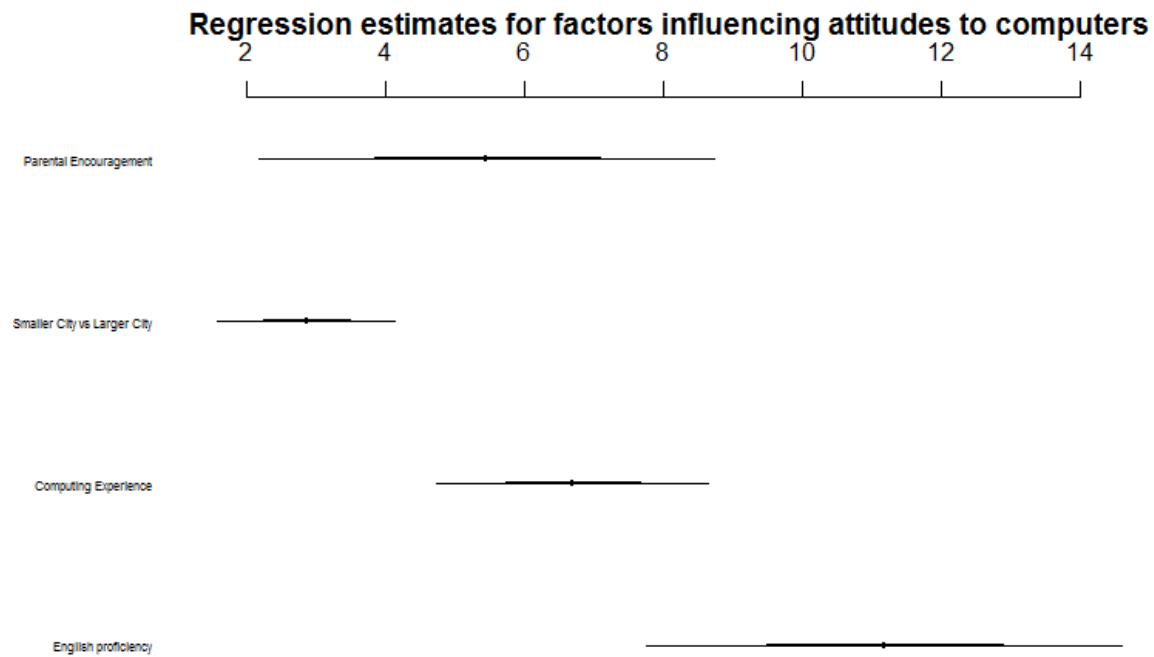 Regression estimates for factors influencing attitudes to computers
2 4 6 8 10 12 14
Parental Encouragement
Smaller City vs Larger City
Computing Experience
English proficiency